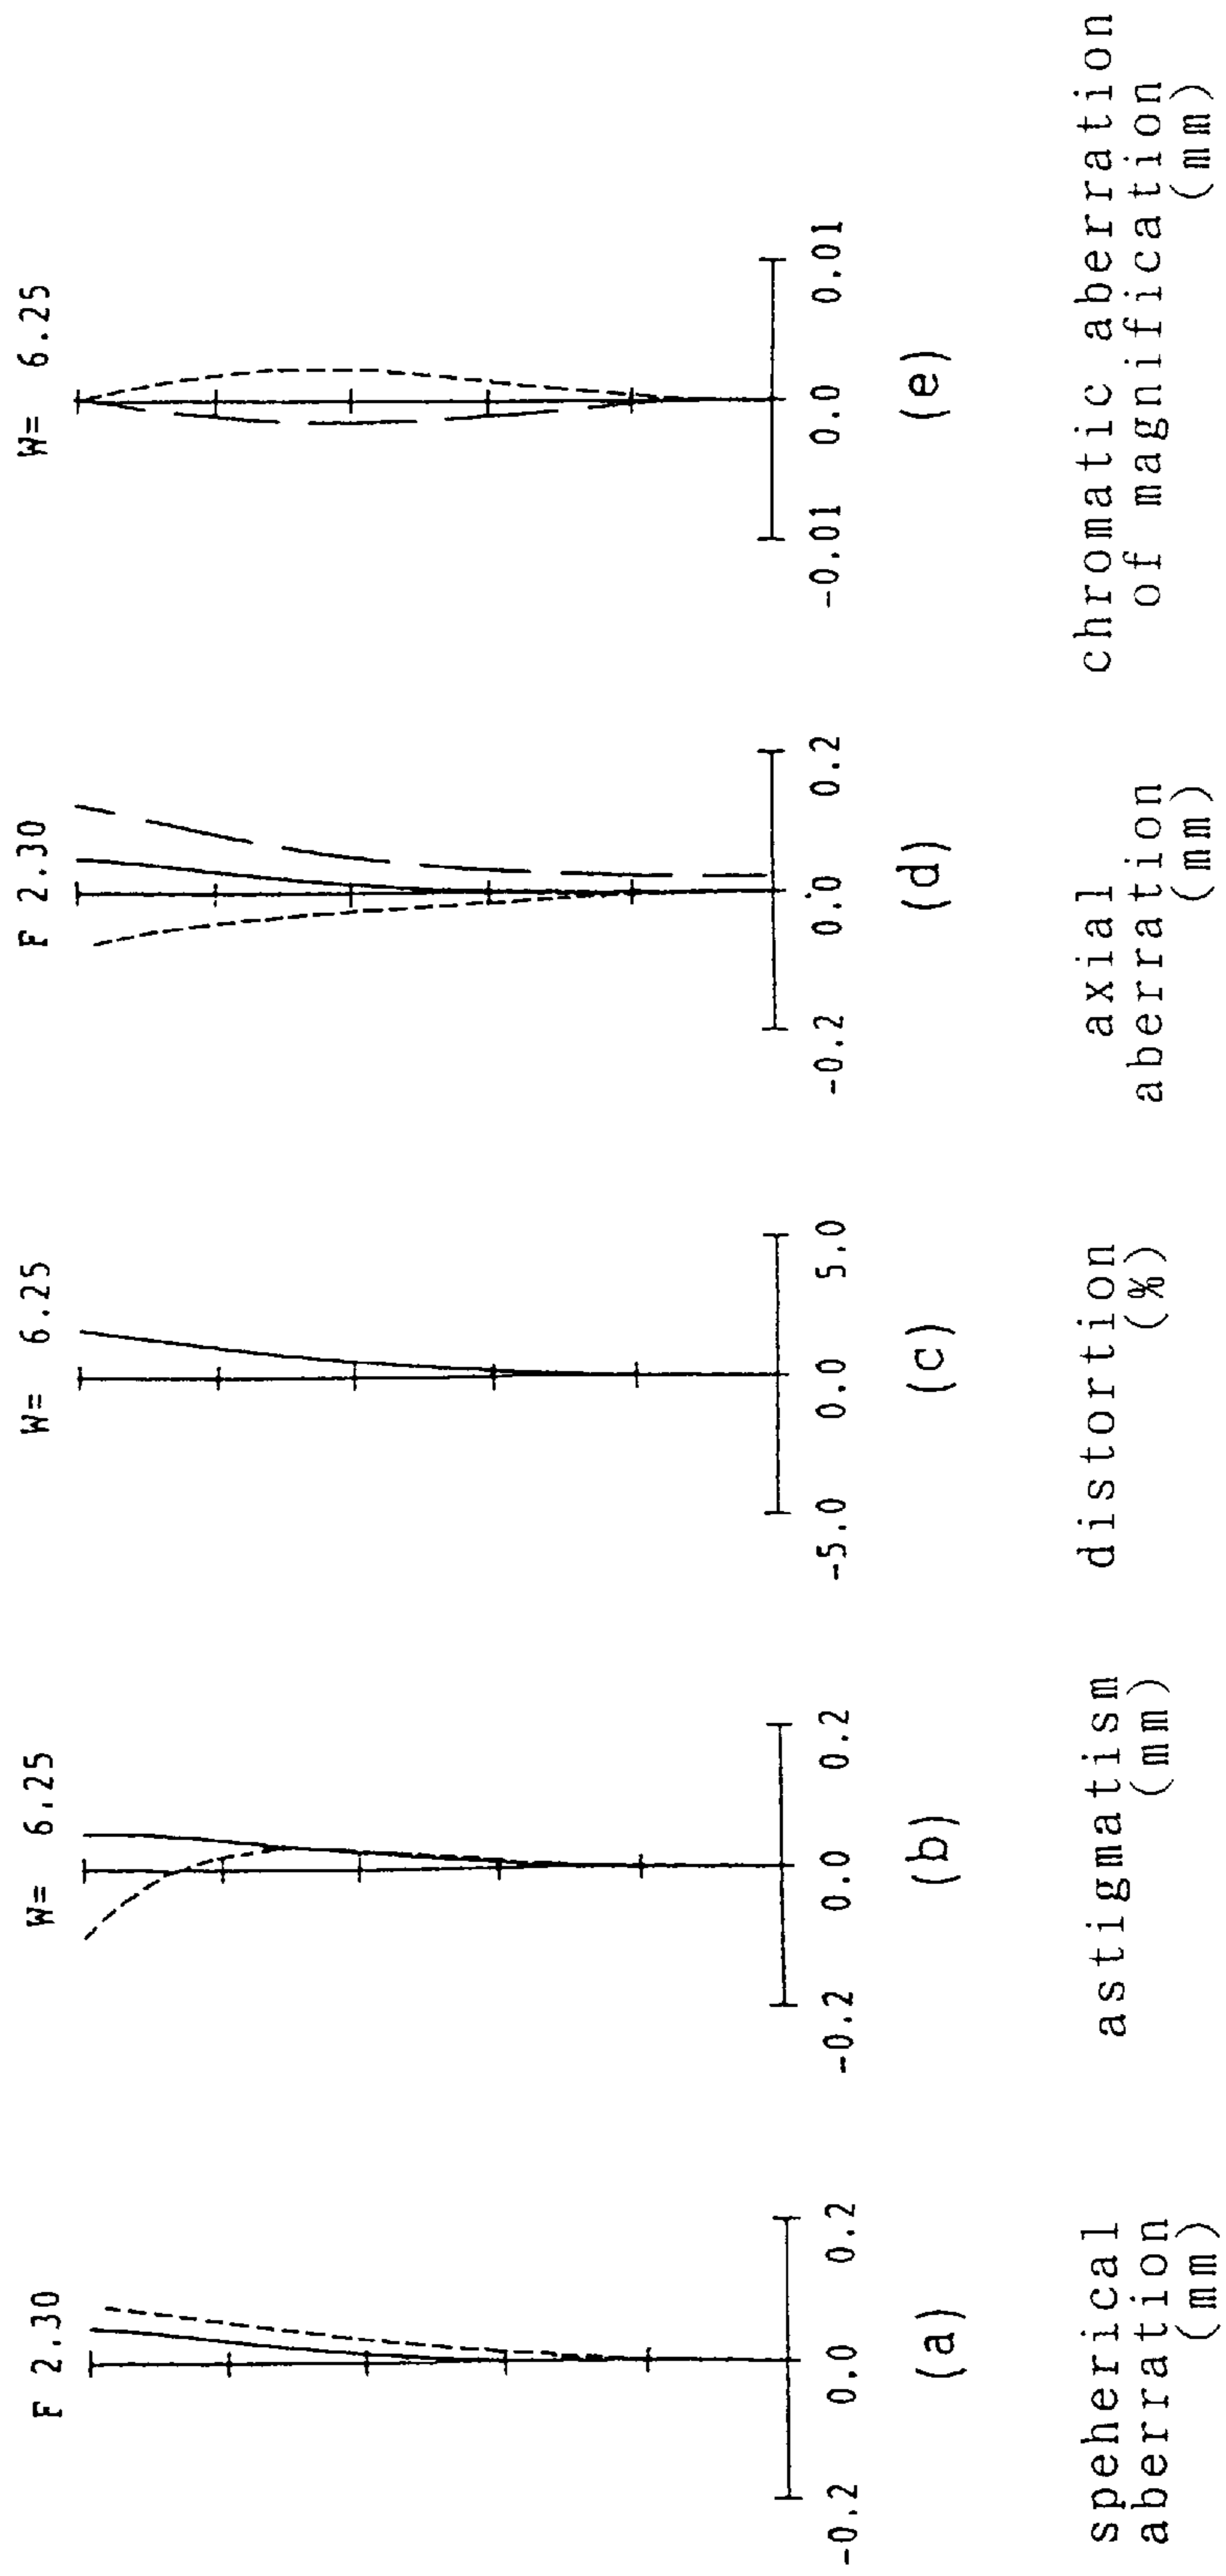 F 2.30
-0.2 0.0 0.2
(a)
speherical
aberration
(mm)
W= 6.25
-0.2 0.0 0.2
(b)
astigmatism
(mm)
W= 6.25
-5.0 0.0 5.0
(c)
distortion
(%)
F 2.30
-0.2 0.0 0.2
(d)
axial
aberration
(mm)
W= 6.25
-0.01 0.0 0.01
(e)
chromatic aberration
of magnification
(mm)